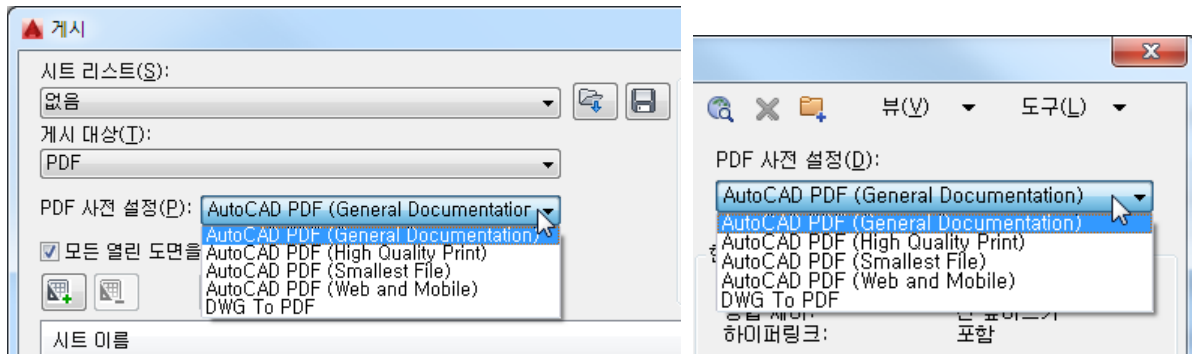 게시
시트 리스트(S):
없음
게시 대상(T):
PDF
PDF 사전 설정(P): AutoCAD PDF (General Documentation
AutoCAD PDF (General Documentation)
모든 열린 도면을 AutoCAD PDF (High Quality Print)
AutoCAD PDF (Smallest File)
AutoCAD PDF (Web and Mobile)
DWG To PDF
시트 이름
뷰(V) 도구(L)
PDF 사전 설정(D):
AutoCAD PDF (General Documentation)
AutoCAD PDF (General Documentation)
AutoCAD PDF (High Quality Print)
AutoCAD PDF (Smallest File)
AutoCAD PDF (Web and Mobile)
DWG To PDF
하이퍼링크: 포함